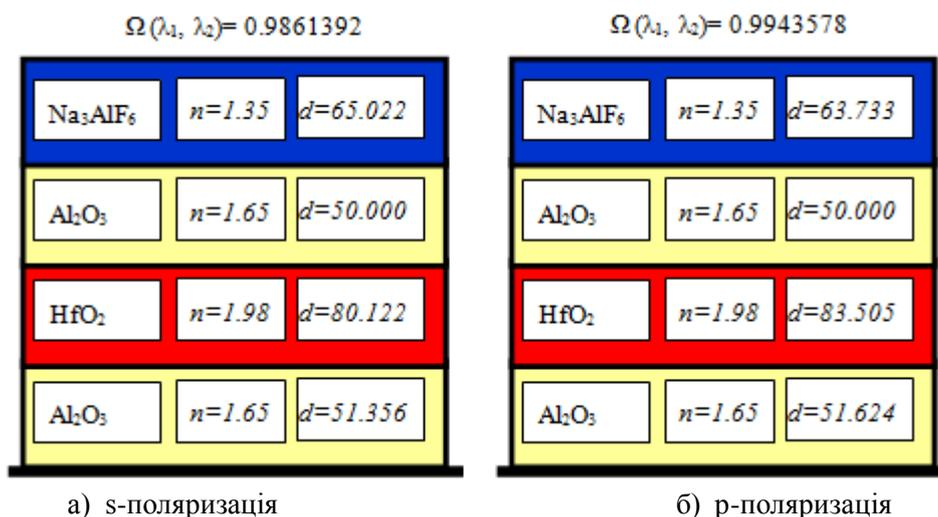 Ω (λ₁, λ₂)= 0.9861392
Na₃AlF₆ n=1.35 d=65.022
Al₂O₃ n=1.65 d=50.000
HfO₂ n=1.98 d=80.122
Al₂O₃ n=1.65 d=51.356
а) s-поляризація
Ω (λ₁, λ₂)= 0.9943578
Na₃AlF₆ n=1.35 d=63.733
Al₂O₃ n=1.65 d=50.000
HfO₂ n=1.98 d=83.505
Al₂O₃ n=1.65 d=51.624
б) p-поляризація